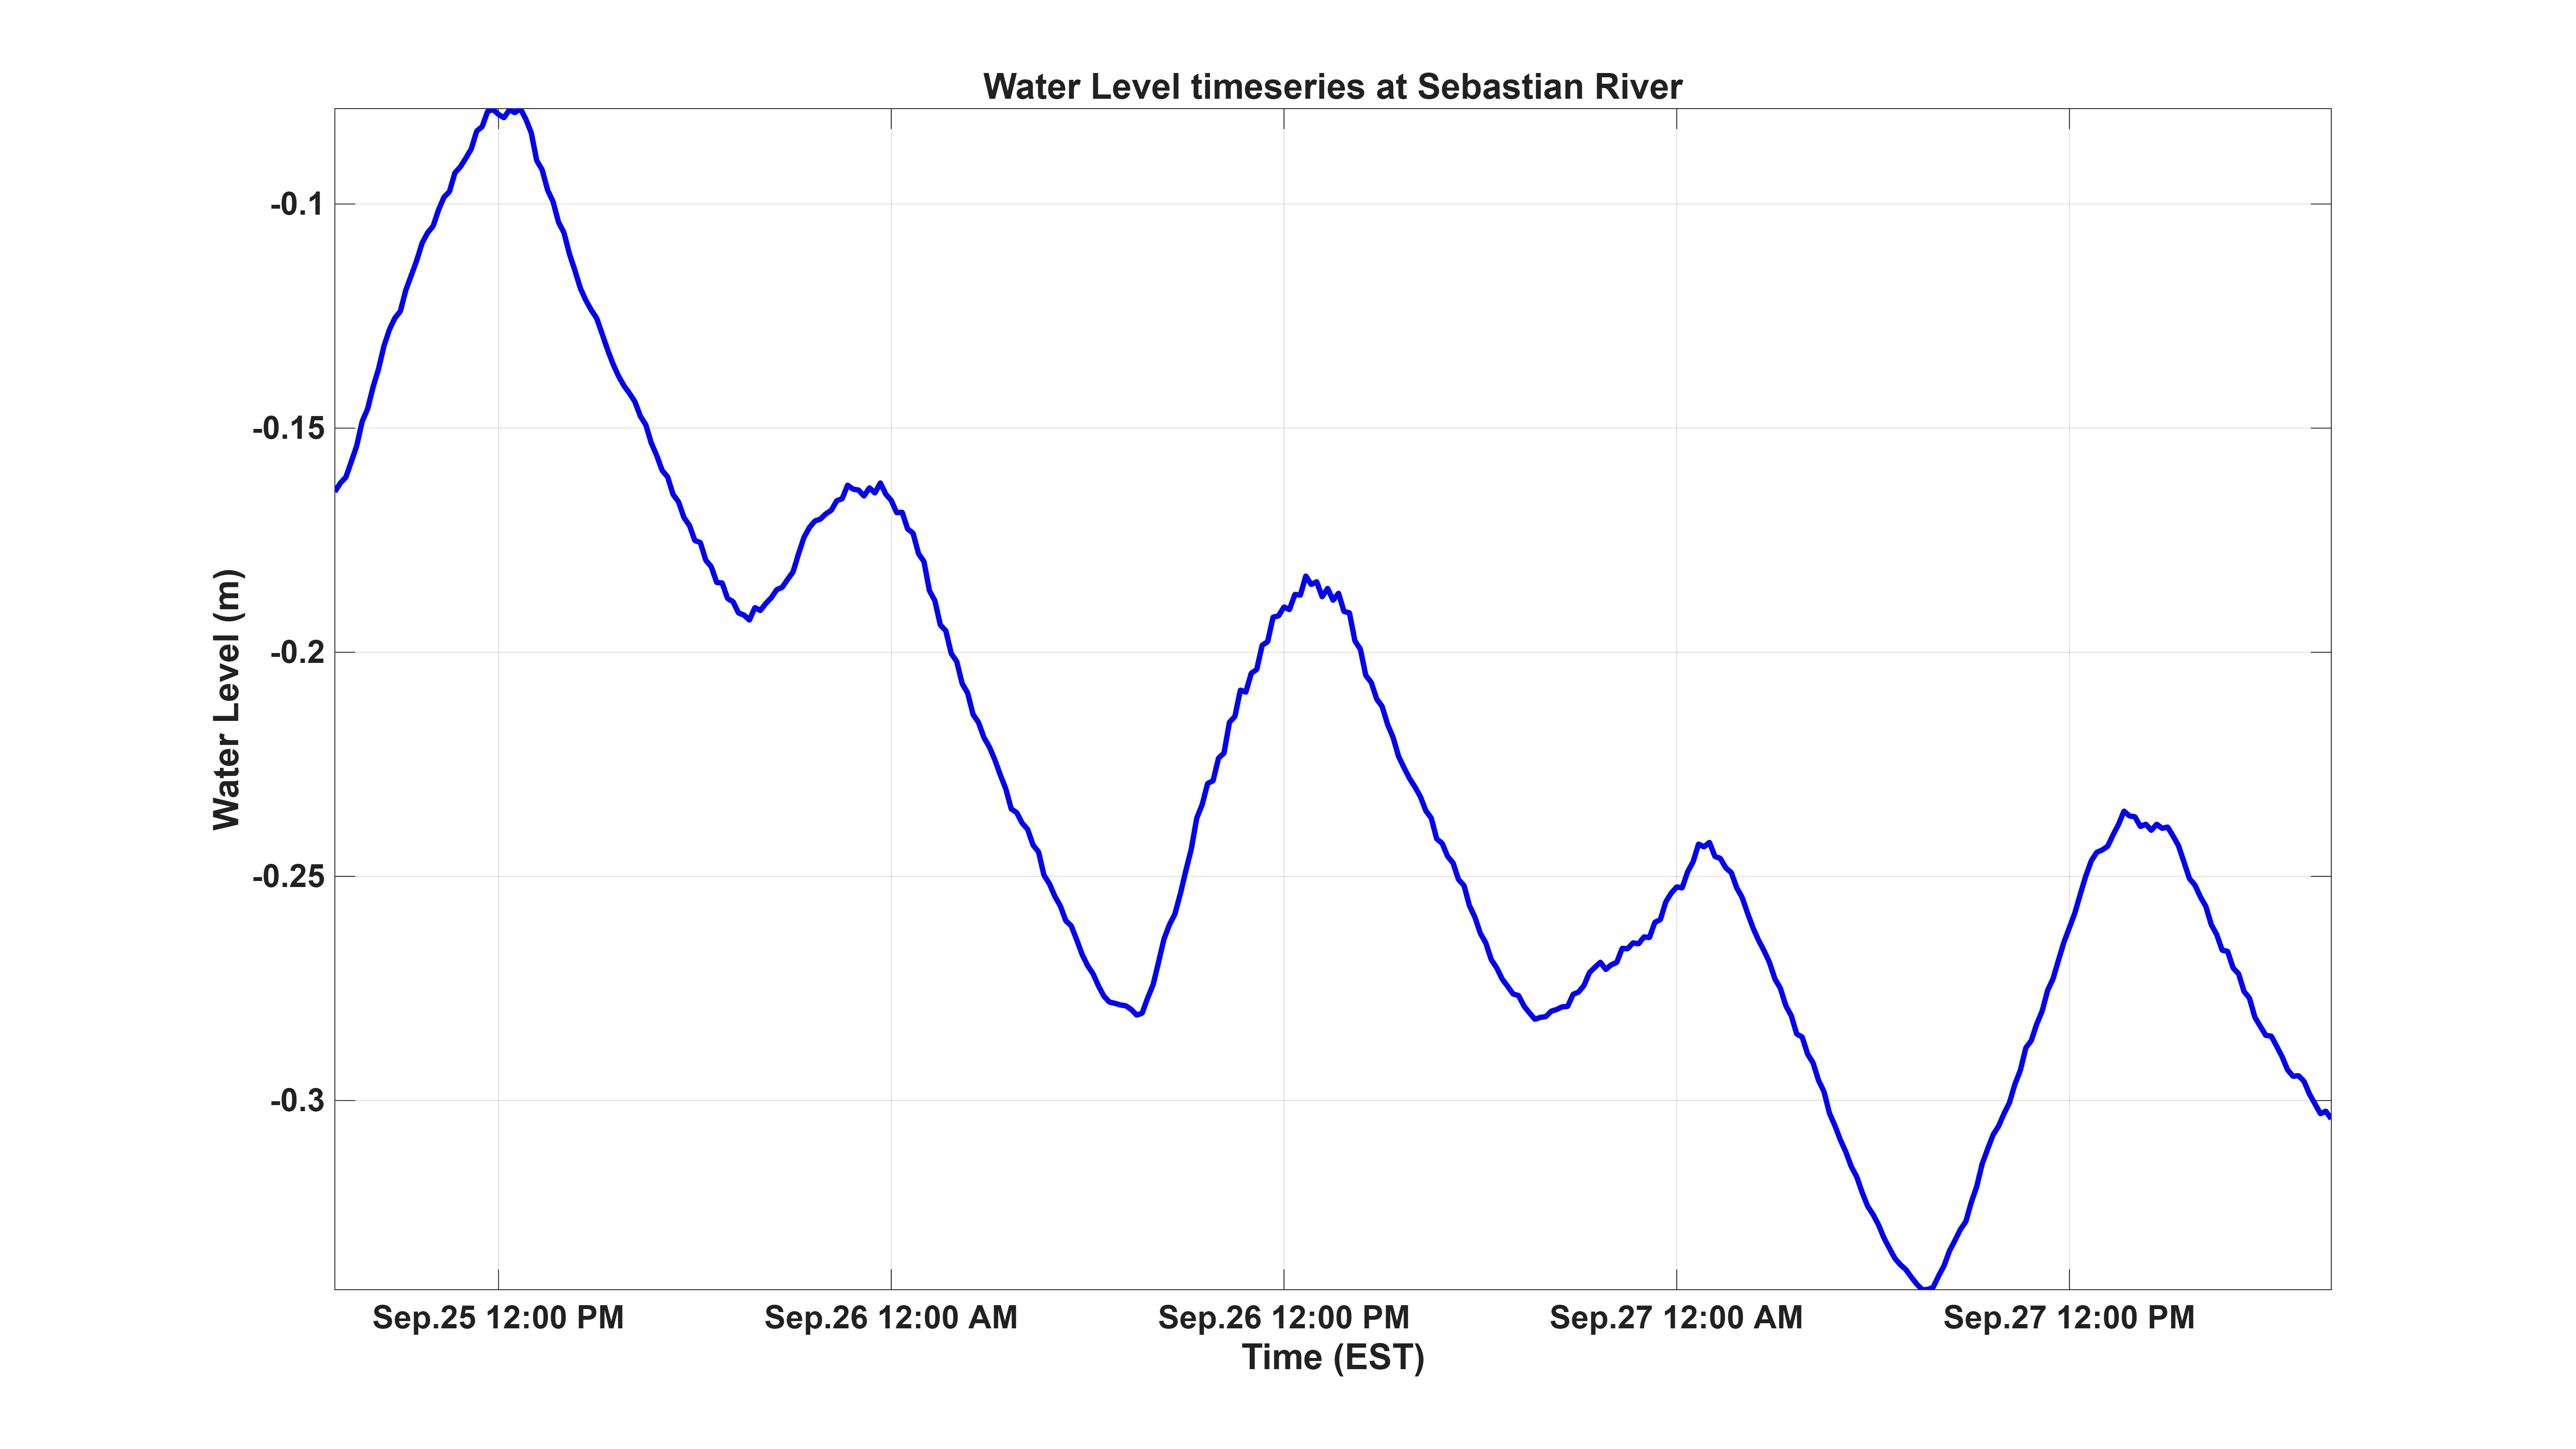 Water Level timeseries at Sebastian River
-0.1
-0.15
-0.2
-0.25
-0.3
Water Level (m)
Sep.25 12:00 PM
Sep.26 12:00 AM
Sep.26 12:00 PM
Sep.27 12:00 AM
Sep.27 12:00 PM
Time (EST)